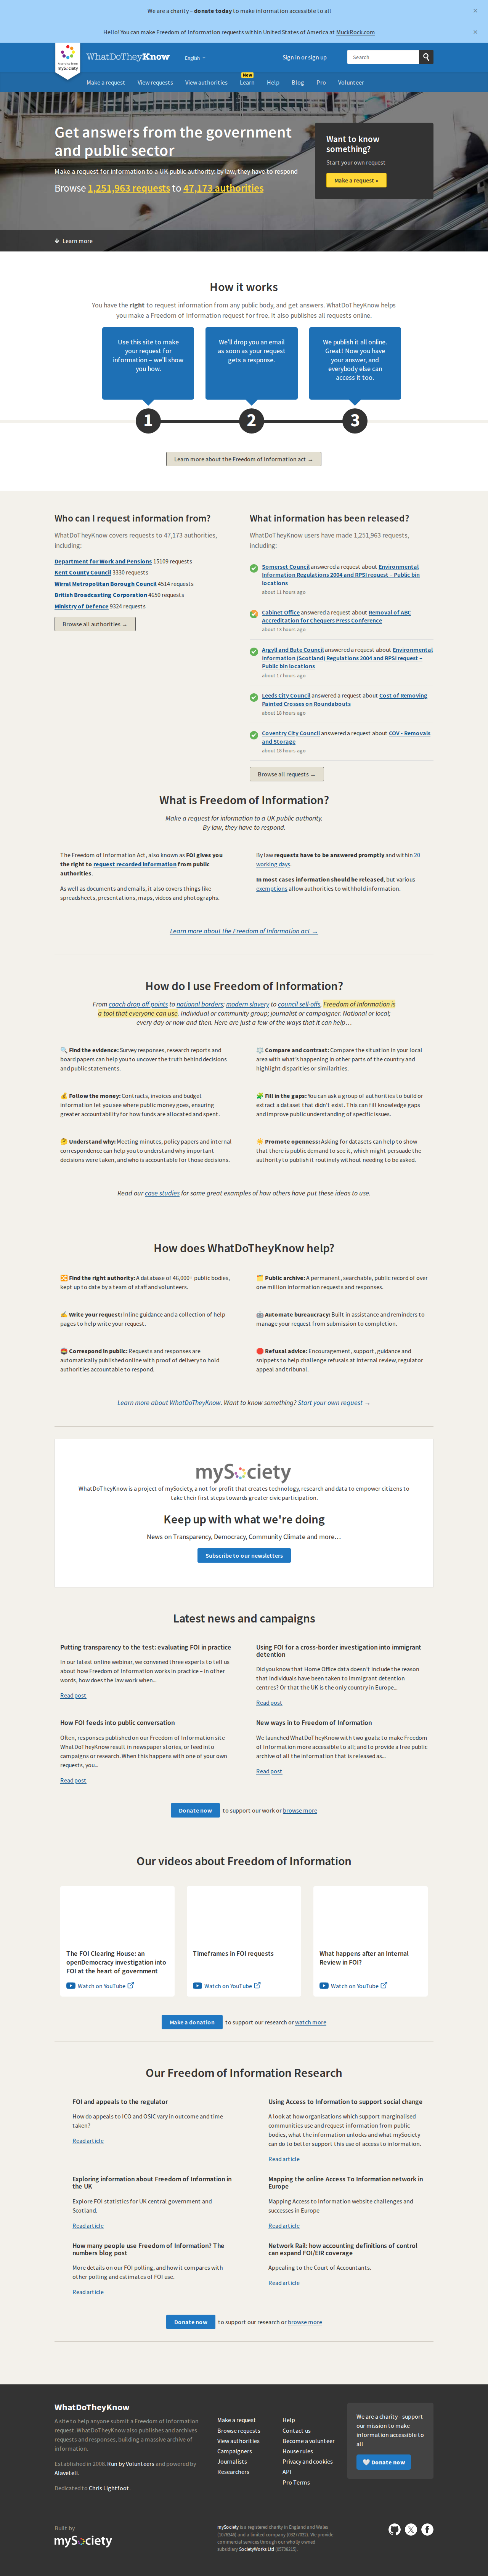 We are a charity – donate today to make information accessible to all
×
Hello! You can make Freedom of Information requests within United States of America at MuckRock.com
×
a project from
mySociety
WhatDoTheyKnow
English
Sign in or sign up
Search
Make a request
View requests
View authorities
New
Learn
Help
Blog
Pro
Volunteer
Get answers from the government
and public sector
Make a request for information to a UK public authority: by law, they have to respond
Browse 1,251,963 requests to 47,173 authorities
Want to know
something?
Start your own request
Make a request »
Learn more
How it works
You have the right to request information from any public body, and get answers. WhatDoTheyKnow helps
you make a Freedom of Information request for free. It also publishes all requests online.
Use this site to make
your request for
information – we'll show
you how.
We'll drop you an email
as soon as your request
gets a response.
We publish it all online.
Great! Now you have
your answer, and
everybody else can
access it too.
1
2
3
Learn more about the Freedom of Information act →
Who can I request information from?
WhatDoTheyKnow covers requests to 47,173 authorities,
including:
Department for Work and Pensions 15109 requests
Kent County Council 3330 requests
Wirral Metropolitan Borough Council 4514 requests
British Broadcasting Corporation 4650 requests
Ministry of Defence 9324 requests
Browse all authorities →
What information has been released?
WhatDoTheyKnow users have made 1,251,963 requests,
including:
Somerset Council answered a request about Environmental
Information Regulations 2004 and RPSI request – Public bin
locations
about 11 hours ago
Cabinet Office answered a request about Removal of ABC
Accreditation for Chequers Press Conference
about 13 hours ago
Argyll and Bute Council answered a request about Environmental
Information (Scotland) Regulations 2004 and RPSI request –
Public bin locations
about 17 hours ago
Leeds City Council answered a request about Cost of Removing
Painted Crosses on Roundabouts
about 18 hours ago
Coventry City Council answered a request about COV - Removals
and Storage
about 18 hours ago
Browse all requests →
What is Freedom of Information?
Make a request for information to a UK public authority.
By law, they have to respond.
The Freedom of Information Act, also known as FOI gives you
the right to request recorded information from public
authorities.
As well as documents and emails, it also covers things like
spreadsheets, presentations, maps, videos and photographs.
By law requests have to be answered promptly and within 20
working days.
In most cases information should be released, but various
exemptions allow authorities to withhold information.
Learn more about the Freedom of Information act →
How do I use Freedom of Information?
From coach drop off points to national borders; modern slavery to council sell-offs, Freedom of Information is
a tool that everyone can use. Individual or community group; journalist or campaigner. National or local;
every day or now and then. Here are just a few of the ways that it can help…
🔍 Find the evidence: Survey responses, research reports and
board papers can help you to uncover the truth behind decisions
and public statements.
⚖️ Compare and contrast: Compare the situation in your local
area with what's happening in other parts of the country and
highlight disparities or similarities.
💰 Follow the money: Contracts, invoices and budget
information let you see where public money goes, ensuring
greater accountability for how funds are allocated and spent.
🧩 Fill in the gaps: You can ask a group of authorities to build or
extract a dataset that didn't exist. This can fill knowledge gaps
and improve public understanding of specific issues.
🤔 Understand why: Meeting minutes, policy papers and internal
correspondence can help you to understand why important
decisions were taken, and who is accountable for those decisions.
☀️ Promote openness: Asking for datasets can help to show
that there is public demand to see it, which might persuade the
authority to publish it routinely without needing to be asked.
Read our case studies for some great examples of how others have put these ideas to use.
How does WhatDoTheyKnow help?
🔀 Find the right authority: A database of 46,000+ public bodies,
kept up to date by a team of staff and volunteers.
🗂️ Public archive: A permanent, searchable, public record of over
one million information requests and responses.
✍️ Write your request: Inline guidance and a collection of help
pages to help write your request.
🤖 Automate bureaucracy: Built in assistance and reminders to
manage your request from submission to completion.
📮 Correspond in public: Requests and responses are
automatically published online with proof of delivery to hold
authorities accountable to respond.
🛑 Refusal advice: Encouragement, support, guidance and
snippets to help challenge refusals at internal review, regulator
appeal and tribunal.
Learn more about WhatDoTheyKnow. Want to know something? Start your own request →
mySociety
WhatDoTheyKnow is a project of mySociety, a not for profit that creates technology, research and data to empower citizens to
take their first steps towards greater civic participation.
Keep up with what we're doing
News on Transparency, Democracy, Community Climate and more…
Subscribe to our newsletters
Latest news and campaigns
Putting transparency to the test: evaluating FOI in practice
In our latest online webinar, we convened three experts to tell us
about how Freedom of Information works in practice – in other
words, how does the law work when...
Read post
Using FOI for a cross-border investigation into immigrant
detention
Did you know that Home Office data doesn't include the reason
that individuals have been taken to immigrant detention
centres? Or that the UK is the only country in Europe...
Read post
How FOI feeds into public conversation
Often, responses published on our Freedom of Information site
WhatDoTheyKnow result in newspaper stories, or feed into
campaigns or research. When this happens with one of your own
requests, you...
Read post
New ways in to Freedom of Information
We launched WhatDoTheyKnow with two goals: to make Freedom
of Information more accessible to all; and to provide a free public
archive of all the information that is released as...
Read post
Donate now to support our work or browse more
Our videos about Freedom of Information
The FOI Clearing House: an
openDemocracy investigation into
FOI at the heart of government
Watch on YouTube
Timeframes in FOI requests
Watch on YouTube
What happens after an Internal
Review in FOI?
Watch on YouTube
Make a donation to support our research or watch more
Our Freedom of Information Research
FOI and appeals to the regulator
How do appeals to ICO and OSIC vary in outcome and time
taken?
Read article
Using Access to Information to support social change
A look at how organisations which support marginalised
communities use and request information from public
bodies, what the information unlocks and what mySociety
can do to better support this use of access to information.
Read article
Exploring information about Freedom of Information in
the UK
Explore FOI statistics for UK central government and
Scotland.
Read article
Mapping the online Access To Information network in
Europe
Mapping Access to Information website challenges and
successes in Europe
Read article
How many people use Freedom of Information? The
numbers blog post
More details on our FOI polling, and how it compares with
other polling and estimates of FOI use.
Read article
Network Rail: how accounting definitions of control
can expand FOI/EIR coverage
Appealing to the Court of Accountants.
Read article
Donate now to support our research or browse more
WhatDoTheyKnow
A site to help anyone submit a Freedom of Information
request. WhatDoTheyKnow also publishes and archives
requests and responses, building a massive archive of
information.
Established in 2008. Run by Volunteers and powered by
Alaveteli.
Dedicated to Chris Lightfoot.
Make a request
Browse requests
View authorities
Campaigners
Journalists
Researchers
Help
Contact us
Become a volunteer
House rules
Privacy and cookies
API
Pro Terms
We are a charity - support
our mission to make
information accessible to
all
🤍 Donate now
Built by
mySociety
mySociety is a registered charity in England and Wales
(1076346) and a limited company (03277032). We provide
commercial services through our wholly owned
subsidiary SocietyWorks Ltd (05798215).